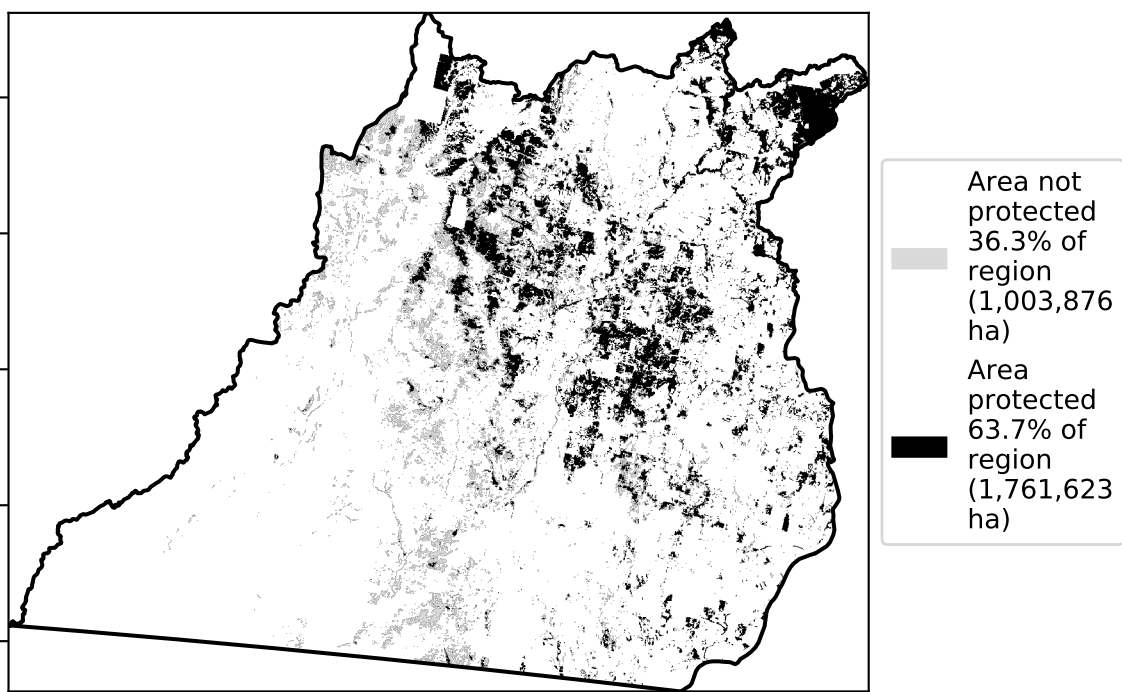 Area not
protected
36.3% of
region
(1,003,876
ha)
Area
protected
63.7% of
region
(1,761,623
ha)